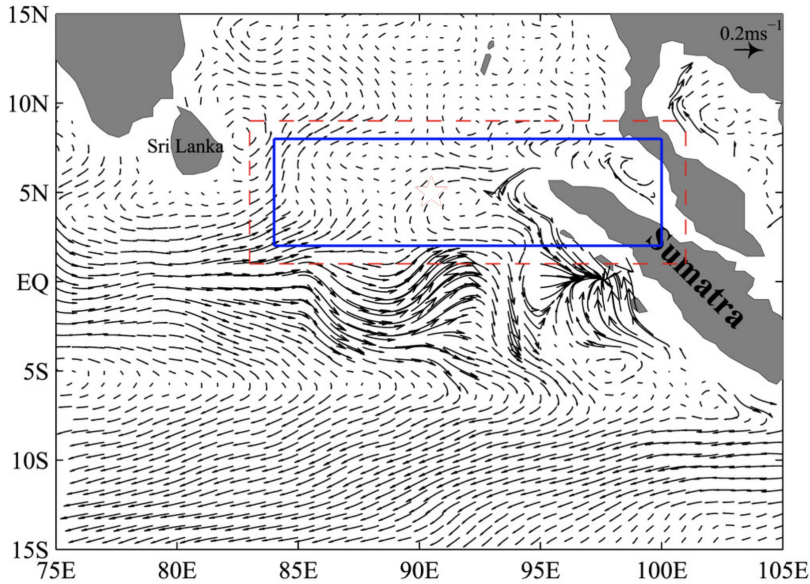 15N
0.2ms⁻¹
10N
Sri Lanka
5N
Sumatra
EQ
5S
10S
15S
75E 80E 85E 90E 95E 100E 105E